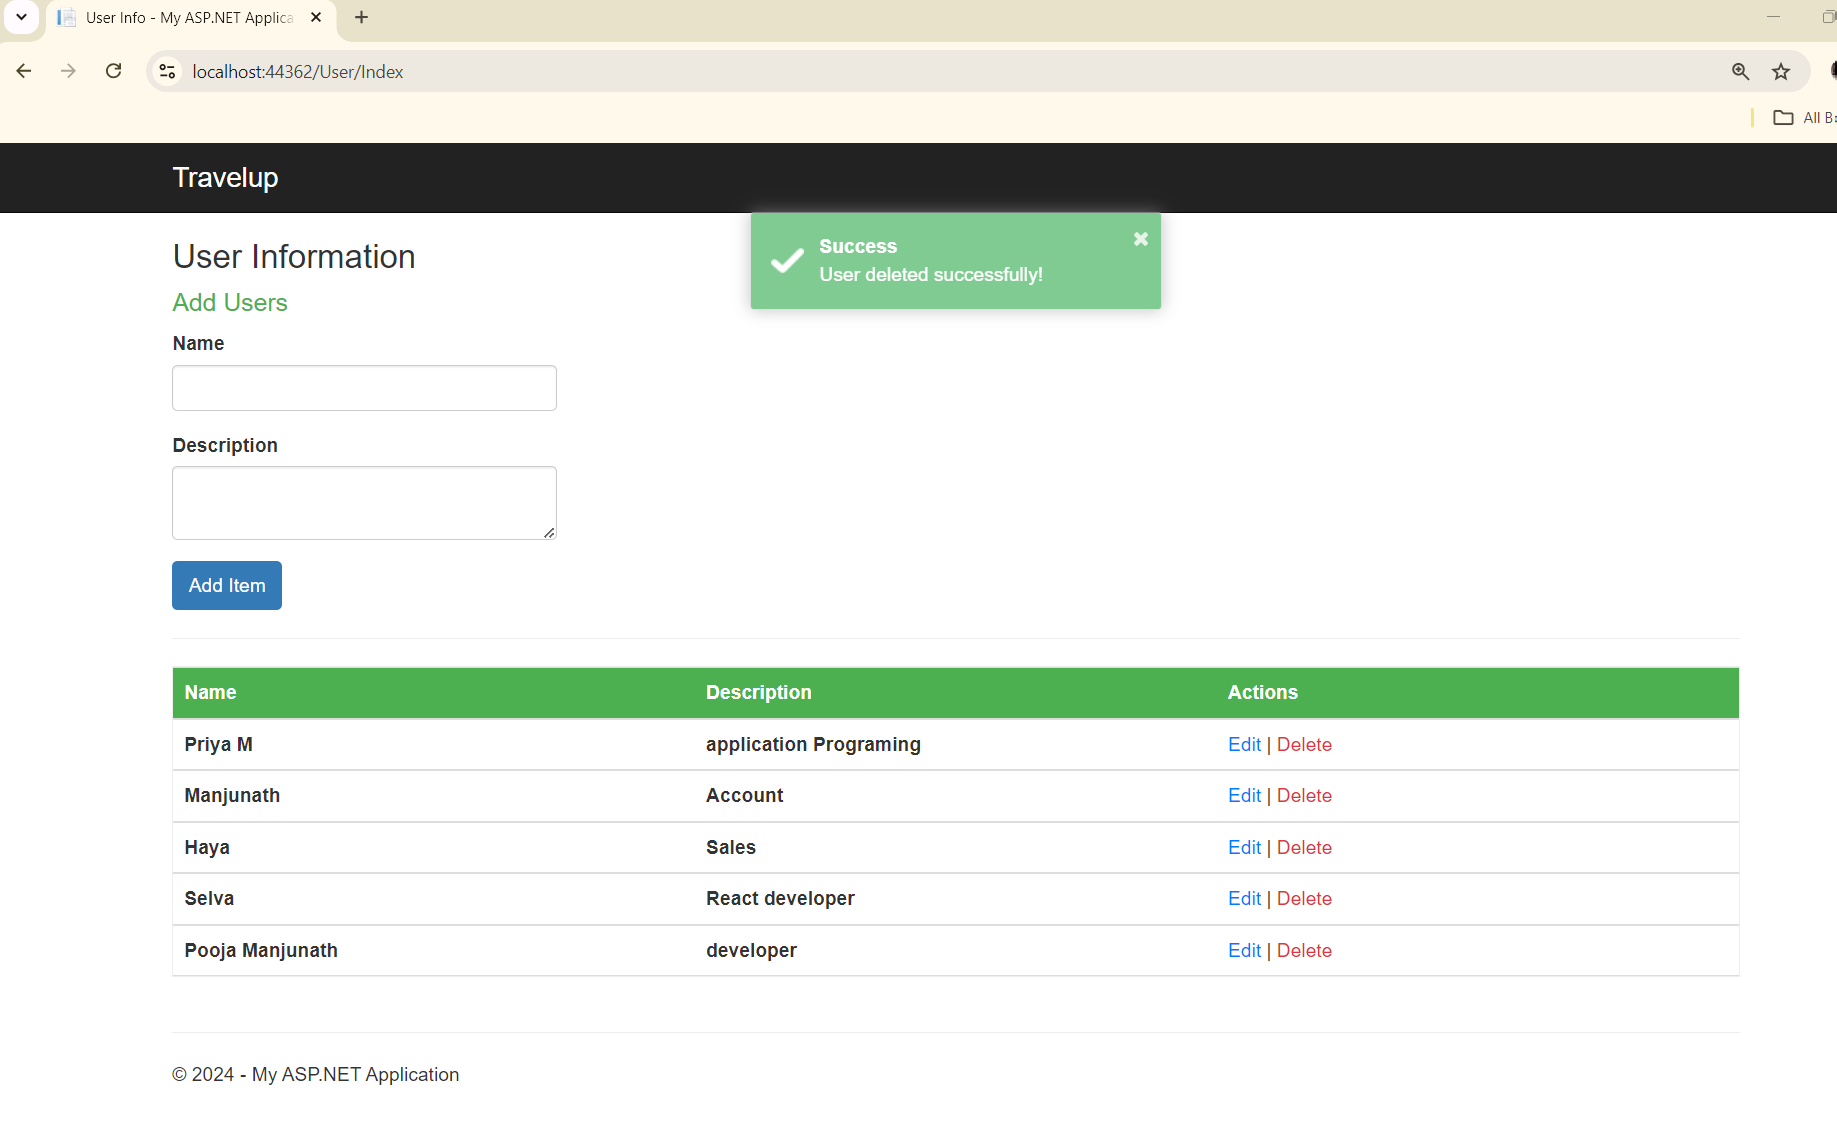 User Info - My ASP.NET Applica
localhost:44362/User/Index
All B
Travelup
Success
User deleted successfully!
User Information
Add Users
Name
Description
Add Item
Name Description Actions
Priya M application Programing Edit | Delete
Manjunath Account Edit | Delete
Haya Sales Edit | Delete
Selva React developer Edit | Delete
Pooja Manjunath developer Edit | Delete
© 2024 - My ASP.NET Application